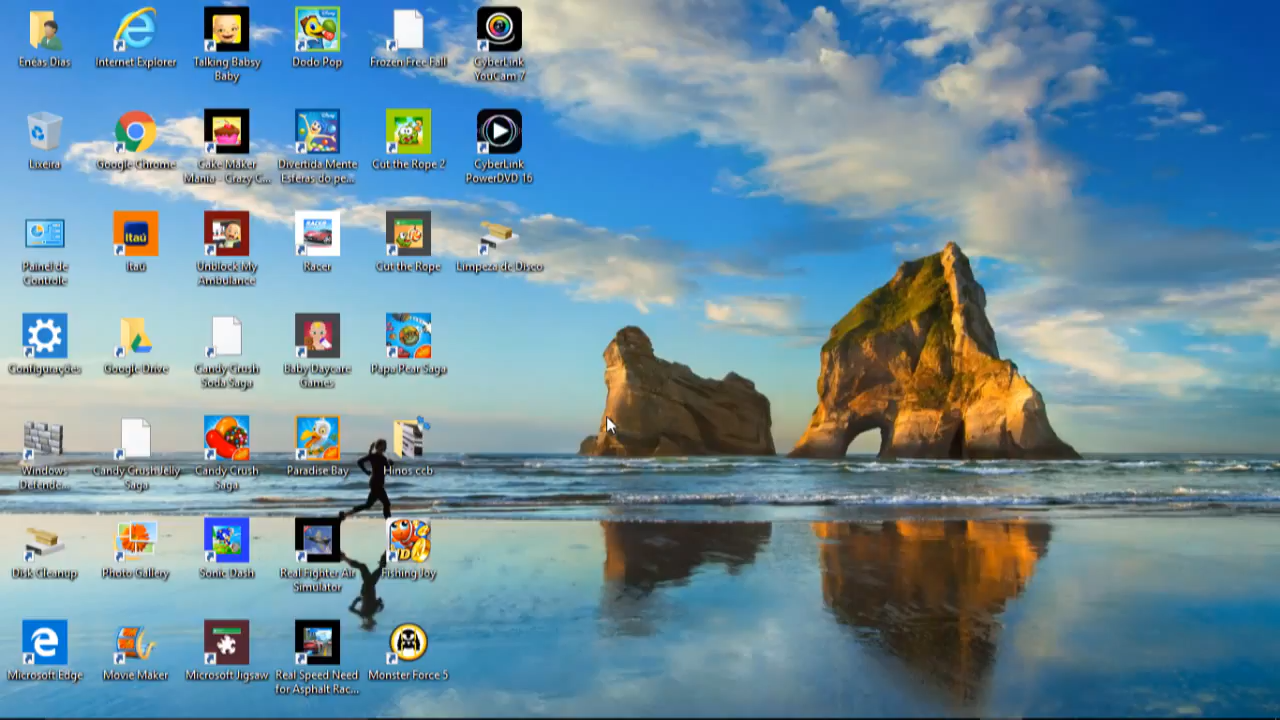 Enéas Dias
Internet Explorer
Talking Babsy
Baby
Dodo Pop
Frozen Free Fall
CyberLink
YouCam 7
Lixeira
Google Chrome
Cake Maker
Mania - Crazy C...
Divertida Mente
Esferas do pe...
Cut the Rope 2
CyberLink
PowerDVD 16
Painel de
Controle
Itaú
Itaú
Unblock My
Ambulance
RACER
Racer
Cut the Rope
Limpeza de Disco
Configurações
Google Drive
Candy Crush
Soda Saga
Baby Daycare
Games
Papa Pear Saga
Windows
Defende...
Candy Crush Jelly
Saga
Candy Crush
Saga
Paradise Bay
Hinos ccb
Disk Cleanup
Photo Gallery
Sonic Dash
Real Fighter Air
Simulator
Fishing Joy
Microsoft Edge
Movie Maker
Microsoft Jigsaw
Real Speed Need
for Asphalt Rac...
Monster Force 5